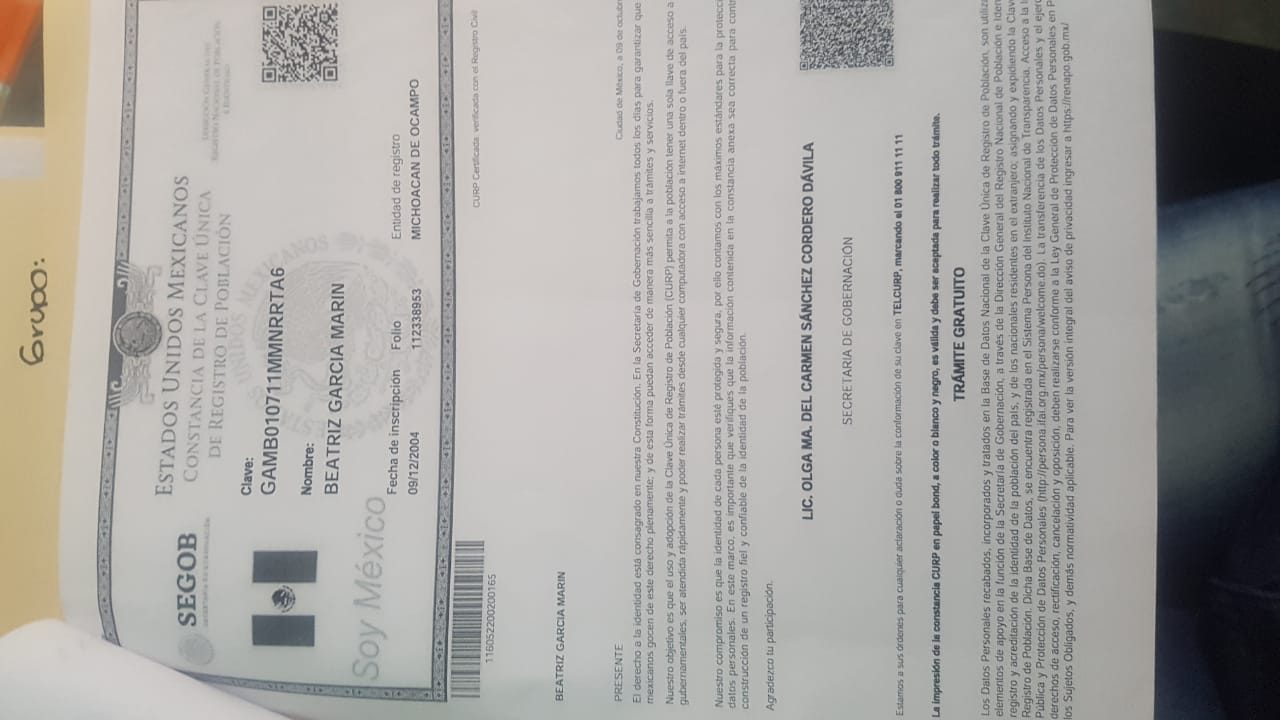 Grupo:
SEGOB
ESTADOS UNIDOS MEXICANOS
CONSTANCIA DE LA CLAVE ÚNICA
DE REGISTRO DE POBLACIÓN
DIRECCIÓN GENERAL DEL
REGISTRO NACIONAL DE POBLACIÓN
E IDENTIDAD
Clave:
GAMB010711MMNRRTA6
Nombre:
BEATRIZ GARCIA MARIN
Soy México
Fecha de inscripción Folio Entidad de registro
09/12/2004 112338953 MICHOACAN DE OCAMPO
116052200200165
CURP Certificada: verificada con el Registro Civil
BEATRIZ GARCIA MARIN
PRESENTE
Ciudad de México, a 09 de octubre
El derecho a la identidad está consagrado en nuestra Constitución. En la Secretaría de Gobernación trabajamos todos los días para garantizar que
mexicanos gocen de este derecho plenamente; y de esta forma puedan acceder de manera más sencilla a trámites y servicios.
Nuestro objetivo es que el uso y adopción de la Clave Única de Registro de Población (CURP) permita a la población tener una sola llave de acceso a
gubernamentales, ser atendida rápidamente y poder realizar trámites desde cualquier computadora con acceso a internet dentro o fuera del país.
Nuestro compromiso es que la identidad de cada persona esté protegida y segura, por ello contamos con los máximos estándares para la protecci
datos personales. En este marco, es importante que verifiques que la información contenida en la constancia anexa sea correcta para contr
construcción de un registro fiel y confiable de la identidad de la población.
Agradezco tu participación.
LIC. OLGA MA. DEL CARMEN SÁNCHEZ CORDERO DÁVILA
SECRETARIA DE GOBERNACIÓN
Estamos a sus órdenes para cualquier aclaración o duda sobre la conformación de su clave en TELCURP, marcando el 01 800 911 11 11
La impresión de la constancia CURP en papel bond, a color o blanco y negro, es válida y debe ser aceptada para realizar todo trámite.
TRÁMITE GRATUITO
Los Datos Personales recabados, incorporados y tratados en la Base de Datos Nacional de la Clave Única de Registro de Población, son utiliza
elementos de apoyo en la función de la Secretaría de Gobernación, a través de la Dirección General del Registro Nacional de Población e Iden
registro y acreditación de la identidad de la población del país, y de los nacionales residentes en el extranjero; asignando y expidiendo la Clav
Registro de Población. Dicha Base de Datos, se encuentra registrada en el Sistema Persona del Instituto Nacional de Transparencia, Acceso a la I
Pública y Protección de Datos Personales (http://persona.ifai.org.mx/persona/welcome.do). La transferencia de los Datos Personales y el ejerc
derechos de acceso, rectificación, cancelación y oposición, deben realizarse conforme a la Ley General de Protección de Datos Personales en P
los Sujetos Obligados, y demás normatividad aplicable. Para ver la versión integral del aviso de privacidad ingresar a https://renapo.gob.mx/